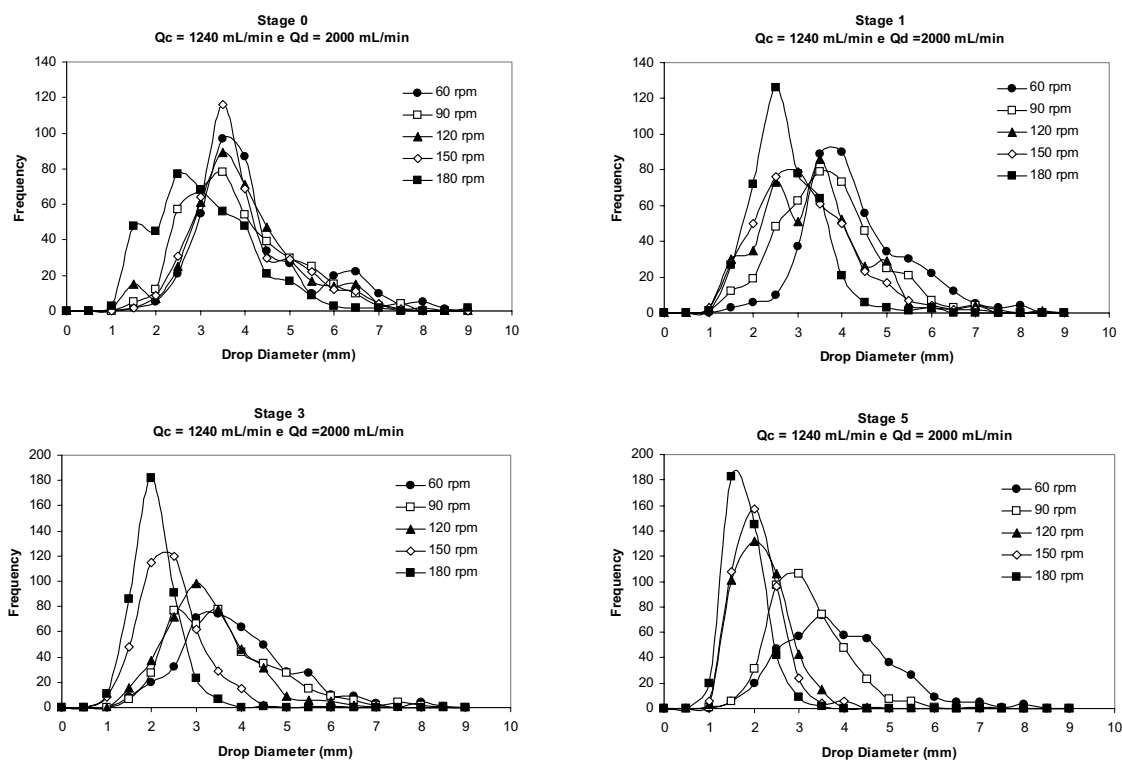 Stage 0
Qc = 1240 mL/min e Qd = 2000 mL/min
140
120
100
80
60
40
20
0
Frequency
0 1 2 3 4 5 6 7 8 9 10
Drop Diameter (mm)
60 rpm
90 rpm
120 rpm
150 rpm
180 rpm
Stage 1
Qc = 1240 mL/min e Qd =2000 mL/min
140
120
100
80
60
40
20
0
Frequency
0 1 2 3 4 5 6 7 8 9 10
Drop Diameter (mm)
60 rpm
90 rpm
120 rpm
150 rpm
180 rpm
Stage 3
Qc = 1240 mL/min e Qd =2000 mL/min
200
180
160
140
120
100
80
60
40
20
0
Frequency
0 1 2 3 4 5 6 7 8 9 10
Drop Diameter (mm)
60 rpm
90 rpm
120 rpm
150 rpm
180 rpm
Stage 5
Qc = 1240 mL/min e Qd = 2000 mL/min
200
180
160
140
120
100
80
60
40
20
0
Frequency
0 1 2 3 4 5 6 7 8 9 10
Drop Diameter (mm)
60 rpm
90 rpm
120 rpm
150 rpm
180 rpm